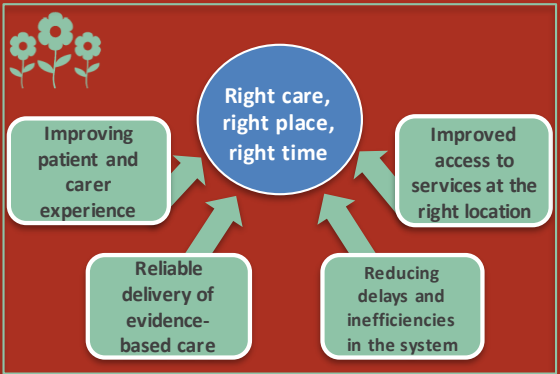 Right care,
right place,
right time
Improving
patient and
carer
experience
Improved
access to
services at the
right location
Reliable
delivery of
evidence-
based care
Reducing
delays and
inefficiencies
in the system